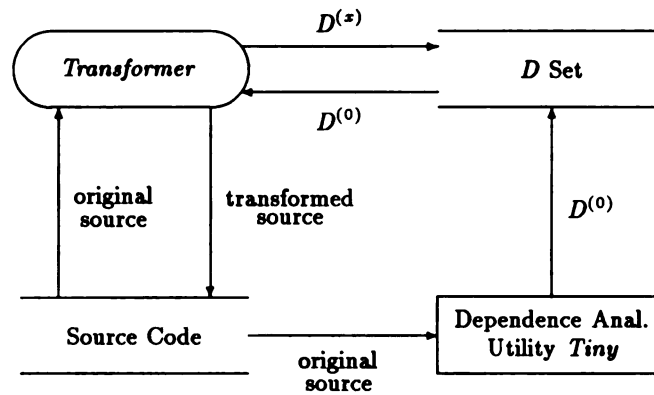 D^(x)
Transformer
D Set
D^(0)
original
source
transformed
source
D^(0)
Source Code
Dependence Anal.
Utility Tiny
original
source